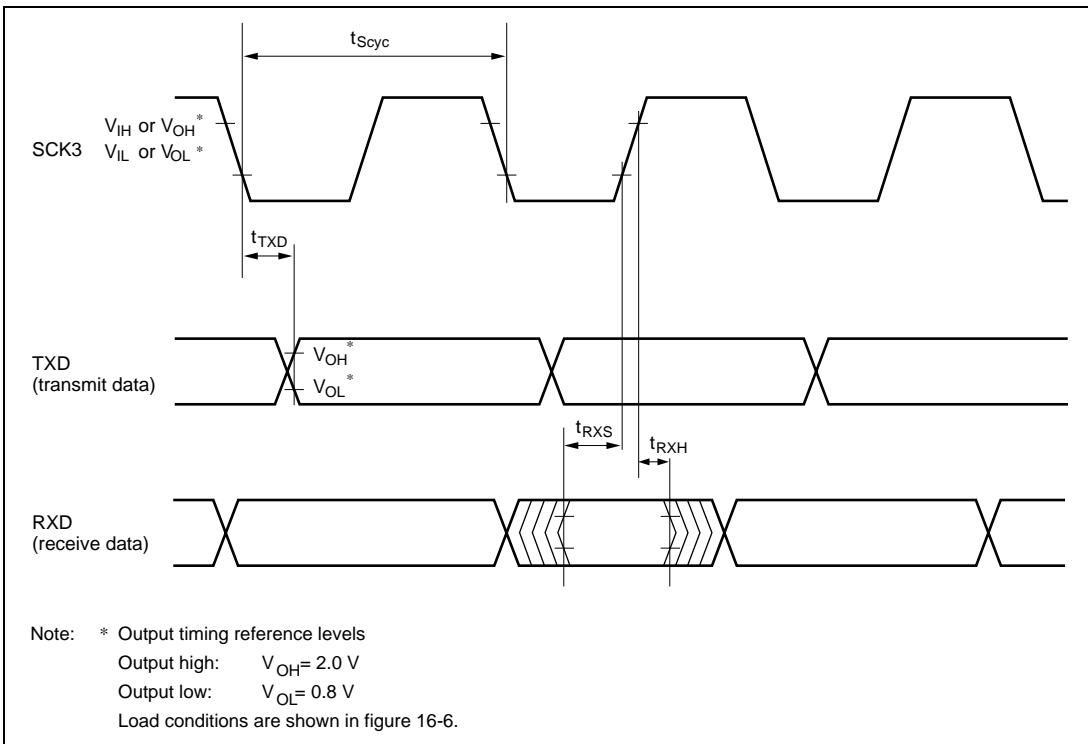 tScyc
VIH or VOH*
SCK3
VIL or VOL*
tTXD
TXD
(transmit data)
VOH*
VOL*
tRXS
tRXH
RXD
(receive data)
Note: * Output timing reference levels
Output high: VOH= 2.0 V
Output low: VOL= 0.8 V
Load conditions are shown in figure 16-6.